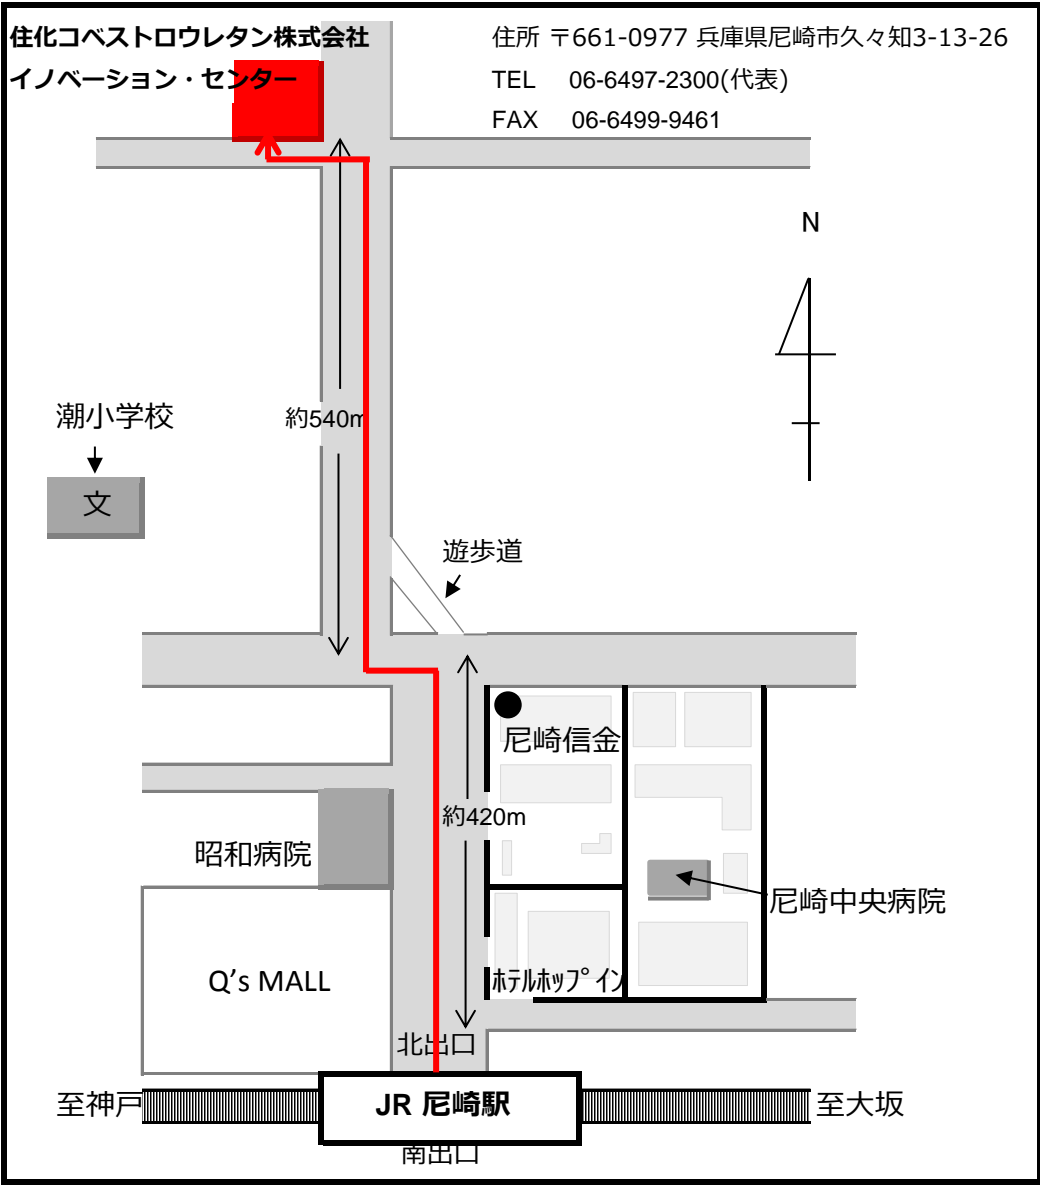 住化コベストロウレタン株式会社
イノベーション・センター
住所 〒661-0977 兵庫県尼崎市久々知3-13-26
TEL 06-6497-2300(代表)
FAX 06-6499-9461
N
潮小学校
文
約540m
遊歩道
尼崎信金
約420m
昭和病院
尼崎中央病院
Q's MALL
ﾎﾃﾙﾎｯﾌﾟｲﾝ
北出口
至神戸
JR 尼崎駅
至大坂
南出口